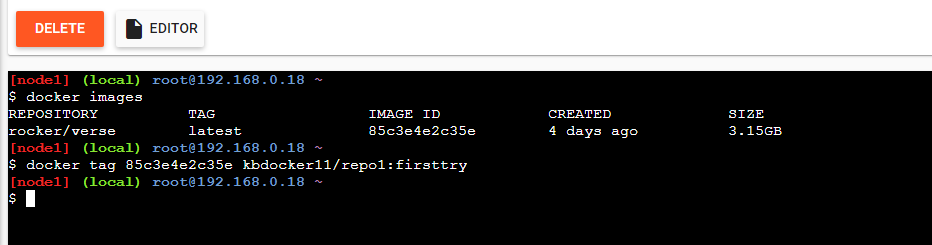 DELETE EDITOR
[node1] (local) root@192.168.0.18 ~
$ docker images
REPOSITORY TAG IMAGE ID CREATED SIZE
rocker/verse latest 85c3e4e2c35e 4 days ago 3.15GB
[node1] (local) root@192.168.0.18 ~
$ docker tag 85c3e4e2c35e kbdocker11/repo1:firsttry
[node1] (local) root@192.168.0.18 ~
$